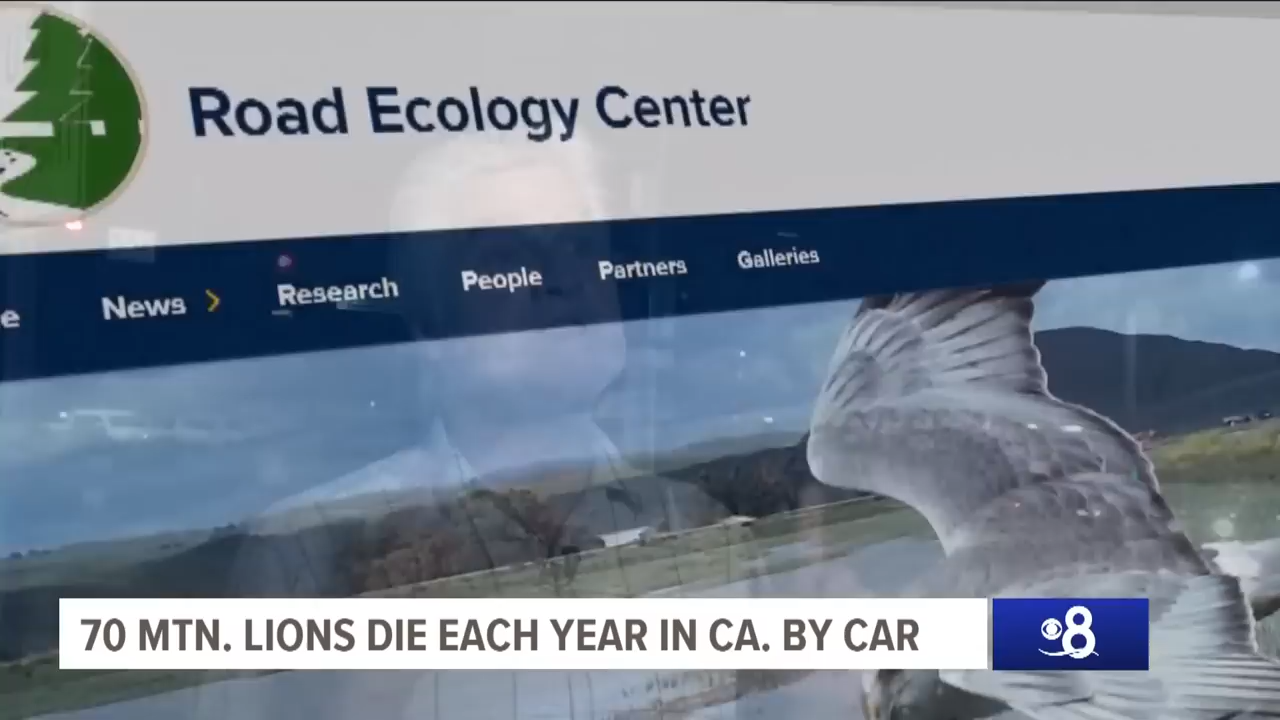 Road Ecology Center
e News > Research People Partners Galleries
70 MTN. LIONS DIE EACH YEAR IN CA. BY CAR
8